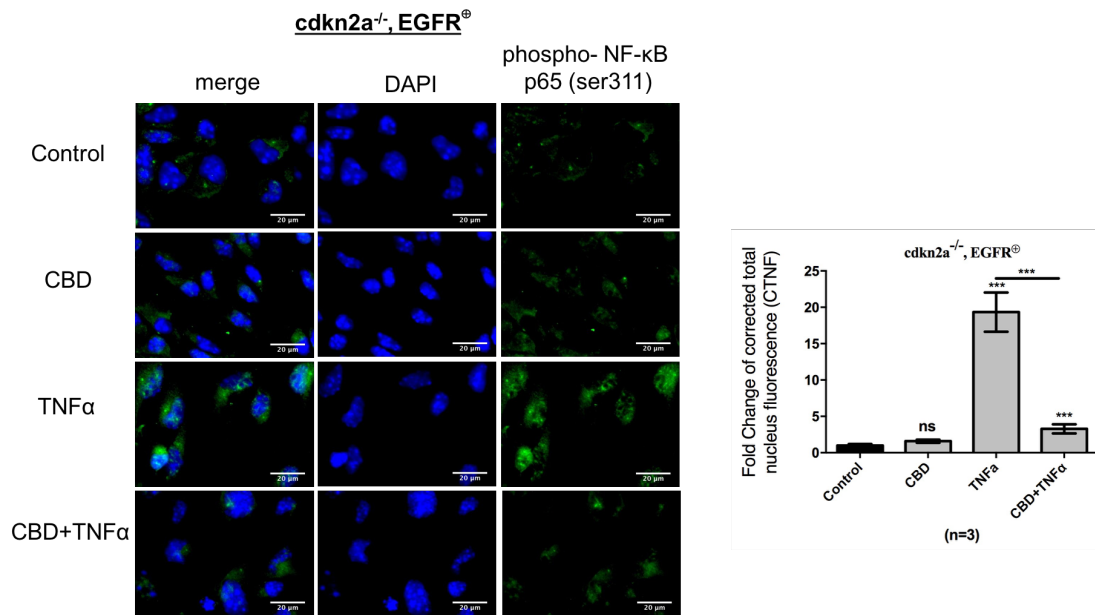 cdkn2a-/-, EGFR⊕
merge
DAPI
phospho- NF-κB
p65 (ser311)
Control
20 µm
20 µm
20 µm
CBD
20 µm
20 µm
20 µm
TNFα
20 µm
20 µm
20 µm
CBD+TNFα
20 µm
20 µm
20 µm
cdkn2a-/-, EGFR⊕
Fold Change of corrected total
nucleus fluorescence (CTNF)
25
20
15
10
5
0
ns
***
***
***
Control
CBD
TNFa
CBD+TNFα
(n=3)